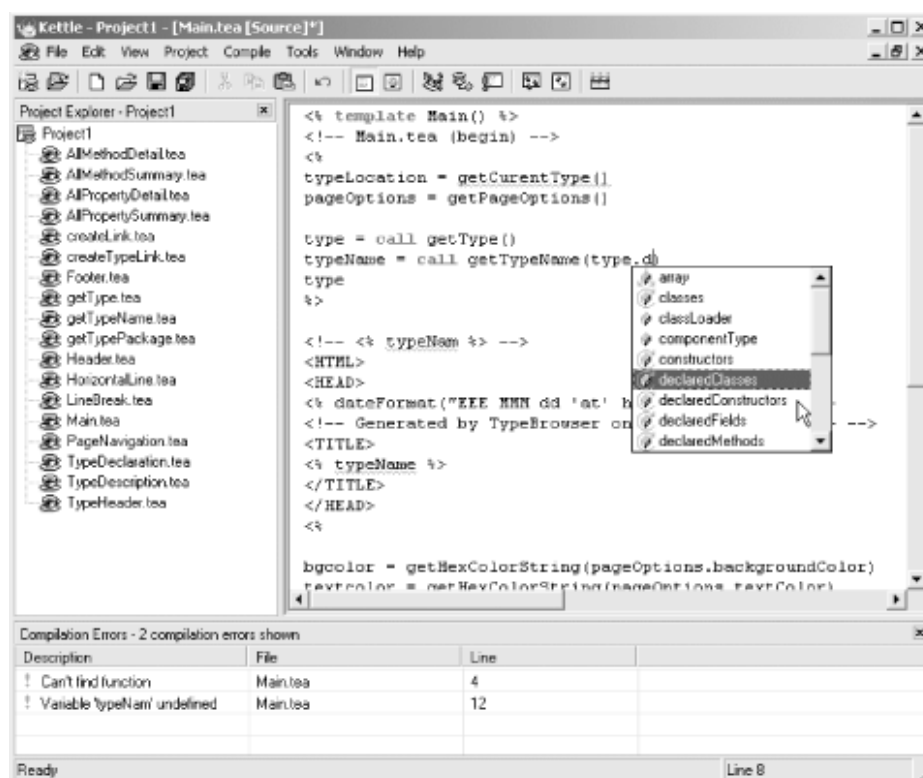 Kettle - Project1 - [Main.tea [Source]*]
File Edit View Project Compile Tools Window Help
Project Explorer - Project1
Project1
AllMethodDetail.tea
AllMethodSummary.tea
AllPropertyDetail.tea
AllPropertySummary.tea
createLink.tea
createTypeLink.tea
Footer.tea
getType.tea
getTypeName.tea
getTypePackage.tea
Header.tea
HorizontalLine.tea
LineBreak.tea
Main.tea
PageNavigation.tea
TypeDeclaration.tea
TypeDescription.tea
TypeHeader.tea
<% template Main() %>
<!-- Main.tea (begin) -->
<%
typeLocation = getCurentType()
pageOptions = getPageOptions()
type = call getType()
typeName = call getTypeName(type.d)
type
%>
<!-- <% typeNam %> -->
<HTML>
<HEAD>
<% dateFormat("EEE MMM dd 'at' h
<!-- Generated by TypeBrowser on -->
<TITLE>
<% typeName %>
</TITLE>
</HEAD>
<%
bgcolor = getHexColorString(pageOptions.backgroundColor)
textcolor = getHexColorString(pageOptions.textColor)
array
classes
classLoader
componentType
constructors
declaredClasses
declaredConstructors
declaredFields
declaredMethods
Compilation Errors - 2 compilation errors shown
Description File Line
! Can't find function Main.tea 4
! Variable 'typeNam' undefined Main.tea 12
Ready Line 8